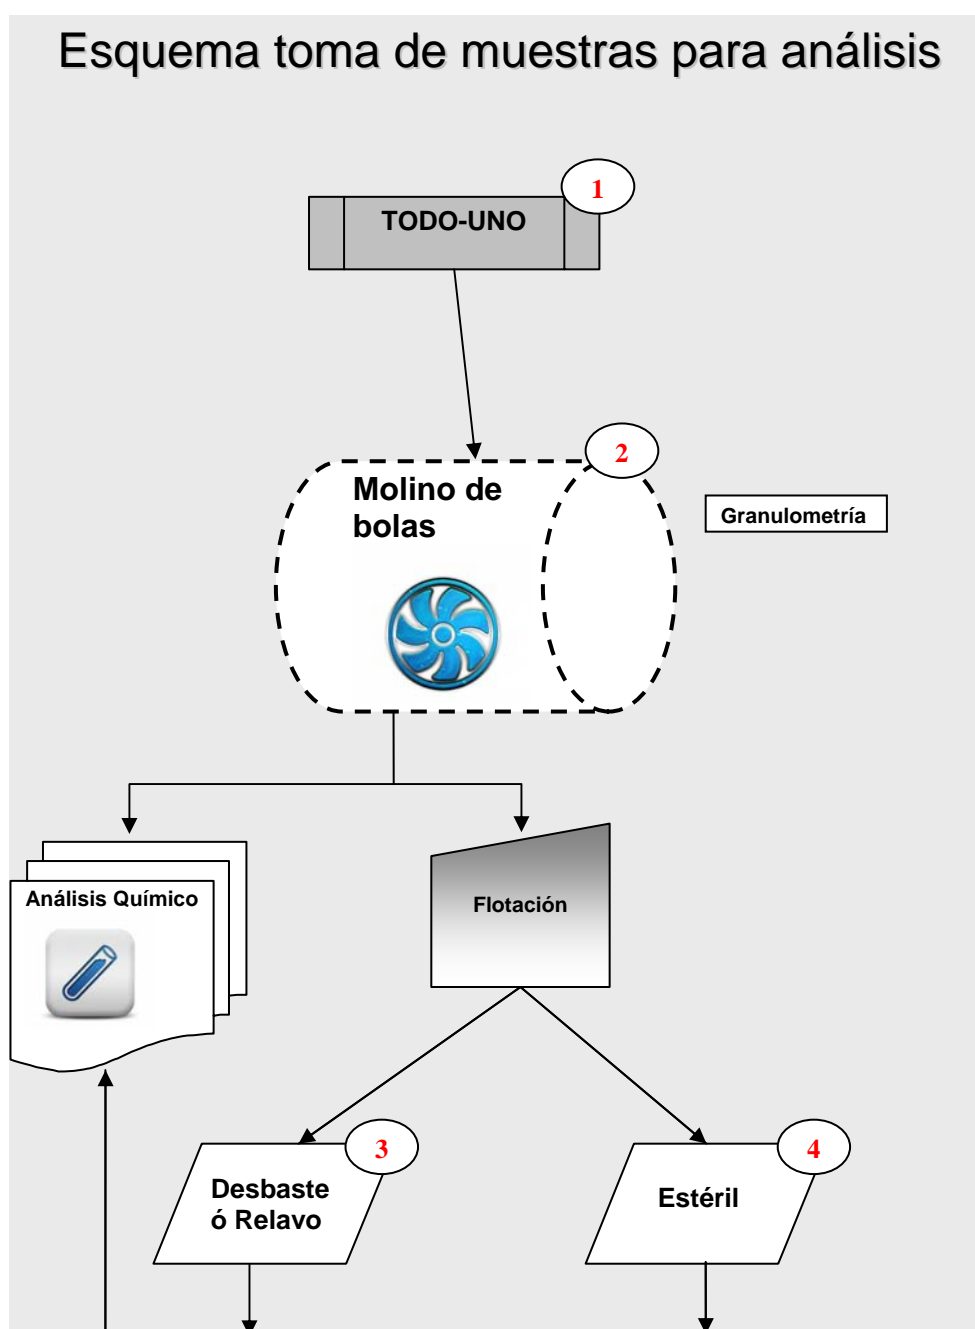 Esquema toma de muestras para análisis
1
TODO-UNO
2
Molino de
bolas
Granulometría
Análisis Químico
Flotación
3
Desbaste
ó Relavo
4
Estéril